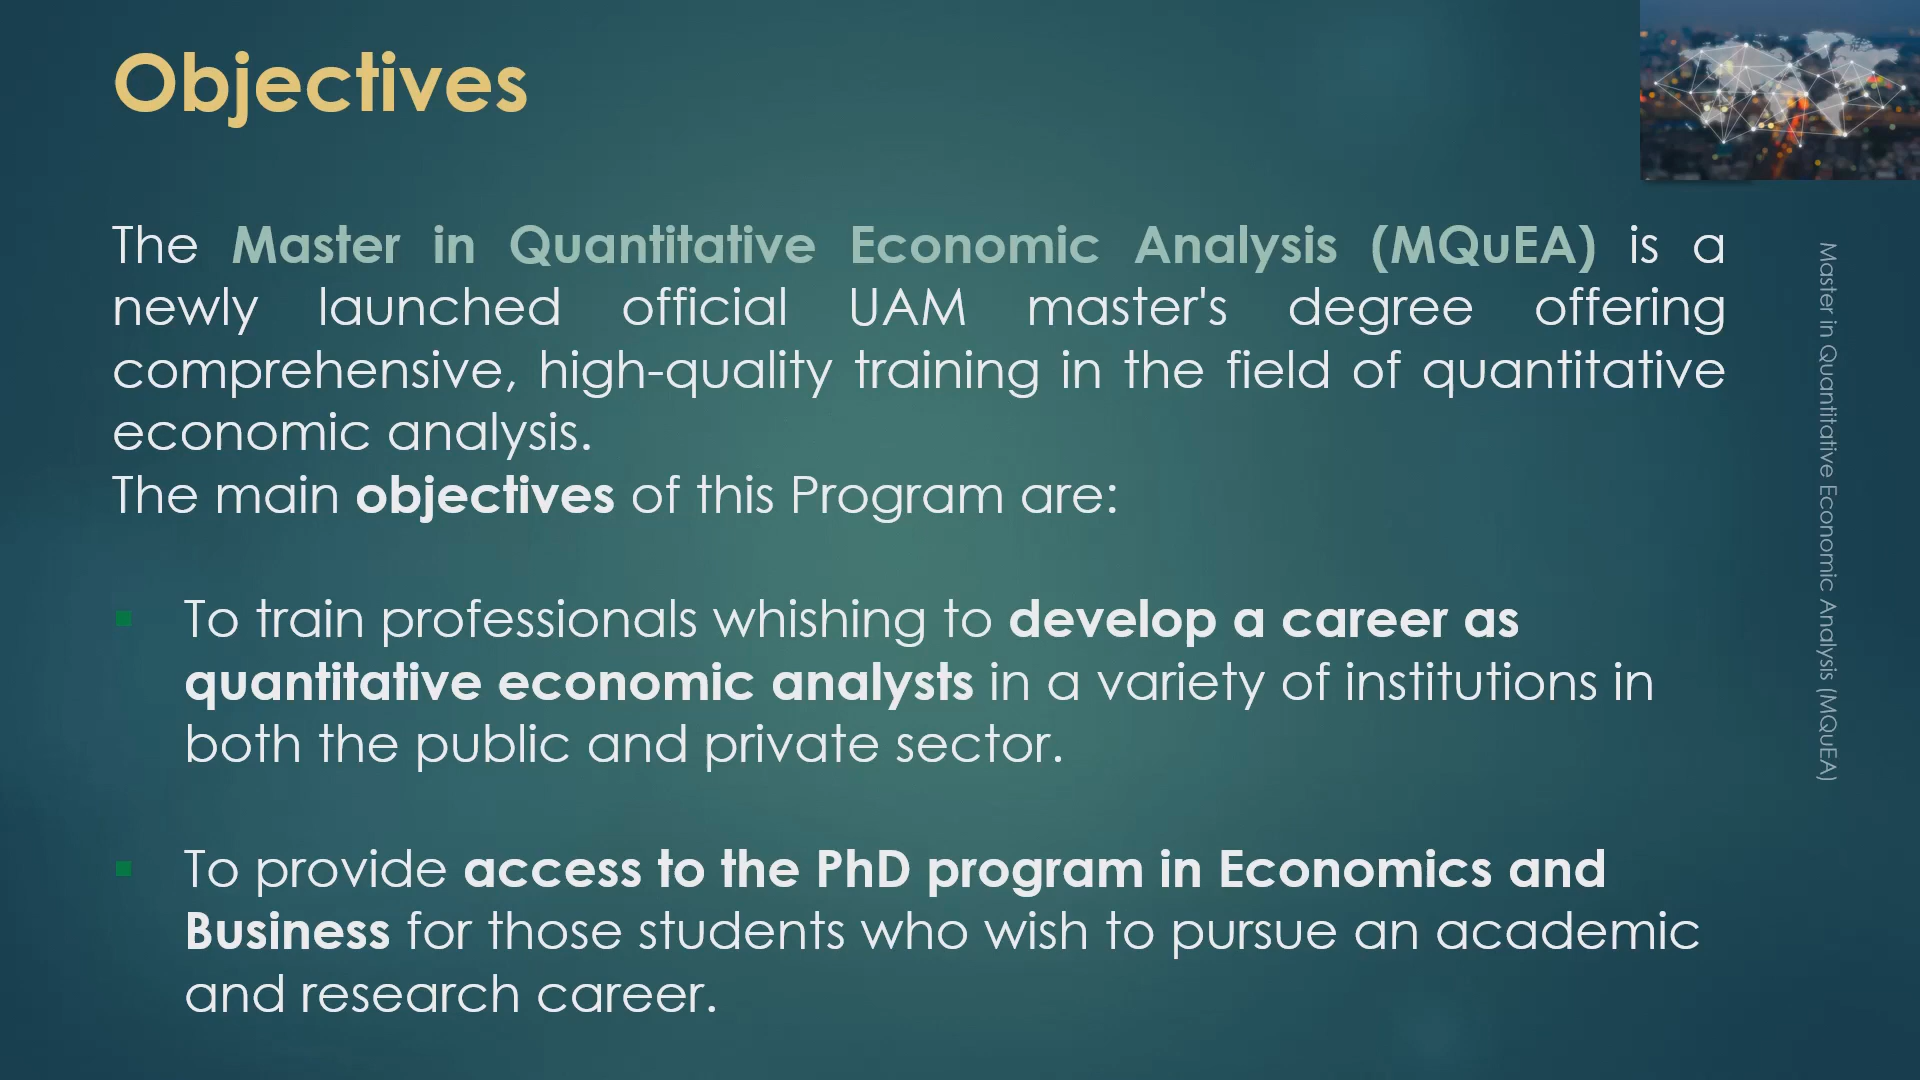 Objectives
The Master in Quantitative Economic Analysis (MQuEA) is a
newly launched official UAM master's degree offering
comprehensive, high-quality training in the field of quantitative
economic analysis.
The main objectives of this Program are:
To train professionals whishing to develop a career as
quantitative economic analysts in a variety of institutions in
both the public and private sector.
To provide access to the PhD program in Economics and
Business for those students who wish to pursue an academic
and research career.
Master in Quantitative Economic Analysis (MQuEA)